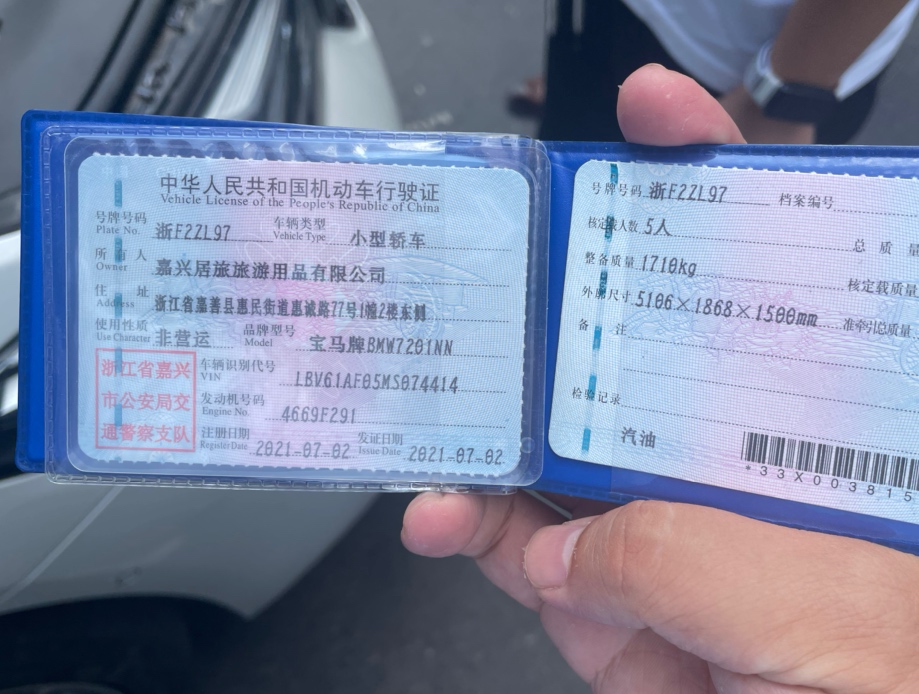 中华人民共和国机动车行驶证
Vehicle License of the People's Republic of China
号牌号码 浙F2ZL97 车辆类型 小型轿车
Plate No. Vehicle Type
所有人 嘉兴居旅旅游用品有限公司
Owner
住址 浙江省嘉善县惠民街道惠诚路77号1幢2楼东侧
Address
使用性质 非营运 品牌型号 宝马牌BMW7201NN
Use Character Model
浙江省嘉兴
市公安局交
通警察支队
车辆识别代号 LBV61AF05MS074414
VIN
发动机号码 4669F291
Engine No.
注册日期 2021-07-02 发证日期 2021-07-02
Register Date Issue Date
号牌号码 浙F2ZL97 档案编号
核定载人数 5人 总质量
整备质量 1710kg 核定载质量
外廓尺寸 5106×1868×1500mm 准牵引总质量
备注
检验记录
汽油
*33X003815